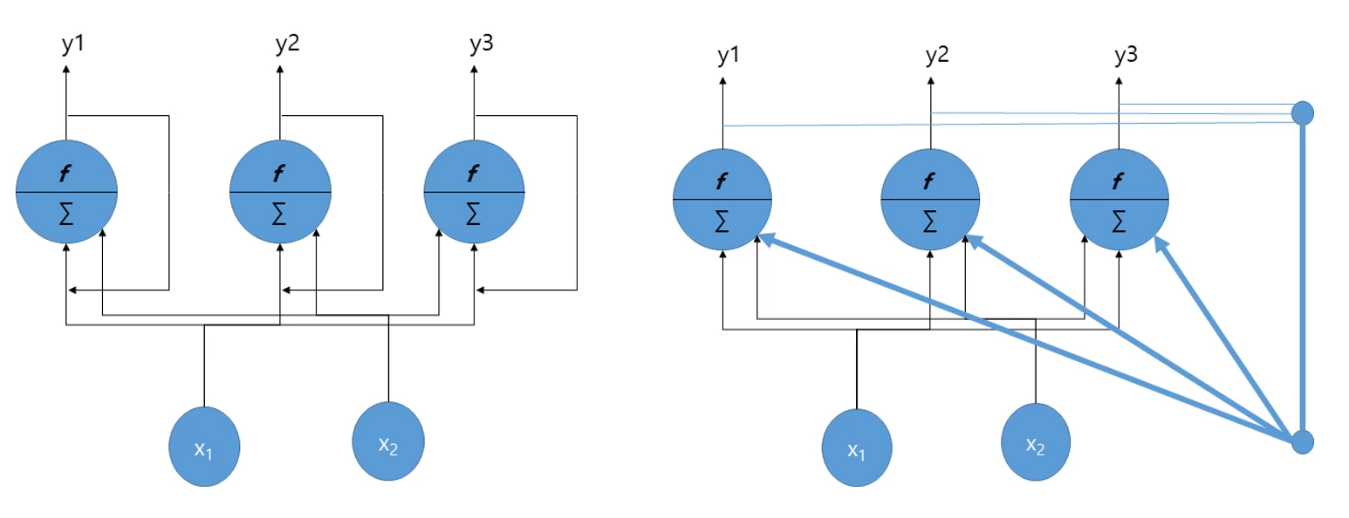 y1 y2 y3
f f f
∑ ∑ ∑
x₁ x₂
y1 y2 y3
f f f
∑ ∑ ∑
x₁ x₂